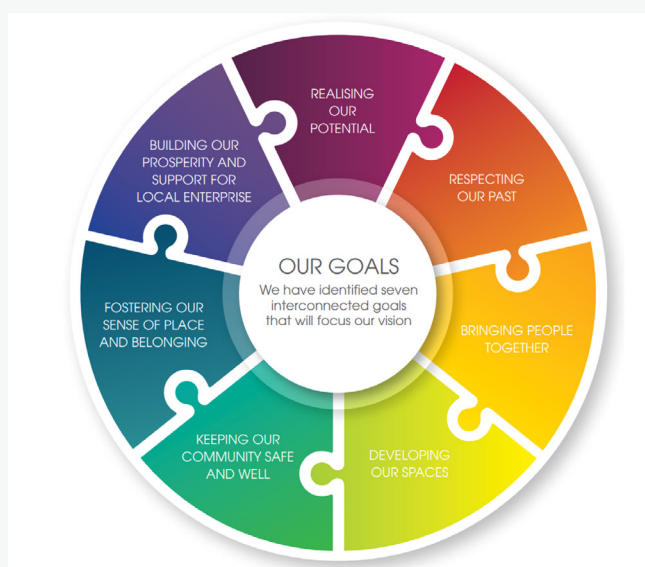 OUR GOALS
We have identified seven
interconnected goals
that will focus our vision
REALISING
OUR
POTENTIAL
RESPECTING
OUR PAST
BRINGING PEOPLE
TOGETHER
DEVELOPING
OUR SPACES
KEEPING OUR
COMMUNITY SAFE
AND WELL
FOSTERING OUR
SENSE OF PLACE
AND BELONGING
BUILDING OUR
PROSPERITY AND
SUPPORT FOR
LOCAL ENTERPRISE